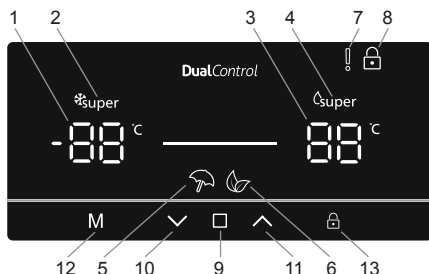 1 2 3 4 7 8
DualControl
super super
-88 °C 88 °C
M
12 5 10 9 11 6 13